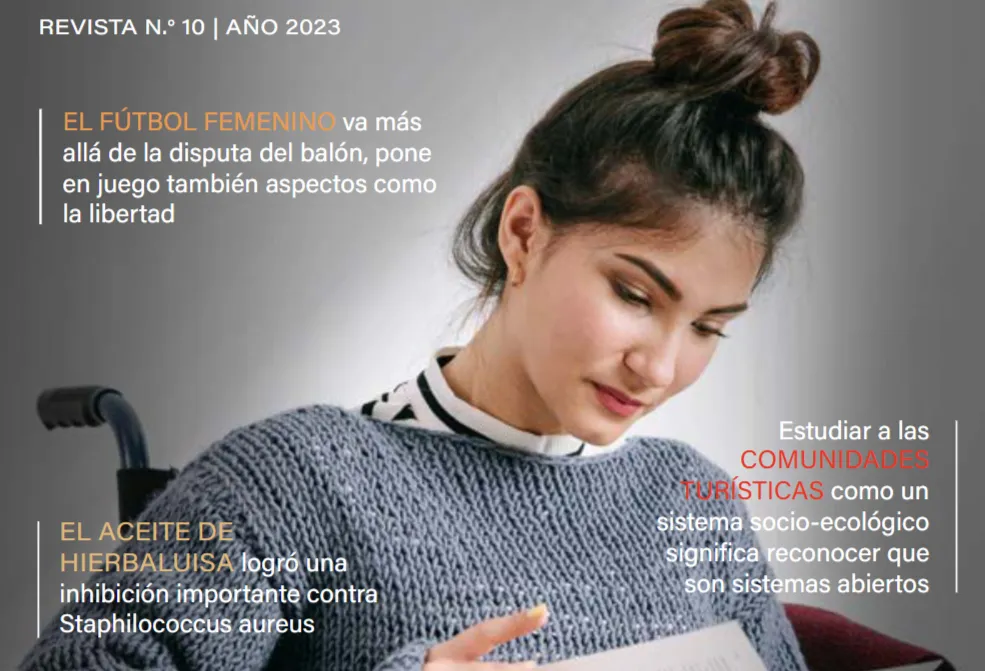 REVISTA N.º 10 | AÑO 2023
EL FÚTBOL FEMENINO va más
allá de la disputa del balón, pone
en juego también aspectos como
la libertad
Estudiar a las
COMUNIDADES
TURÍSTICAS como un
sistema socio-ecológico
significa reconocer que
son sistemas abiertos
EL ACEITE DE
HIERBALUISA logró una
inhibición importante contra
Staphilococcus aureus